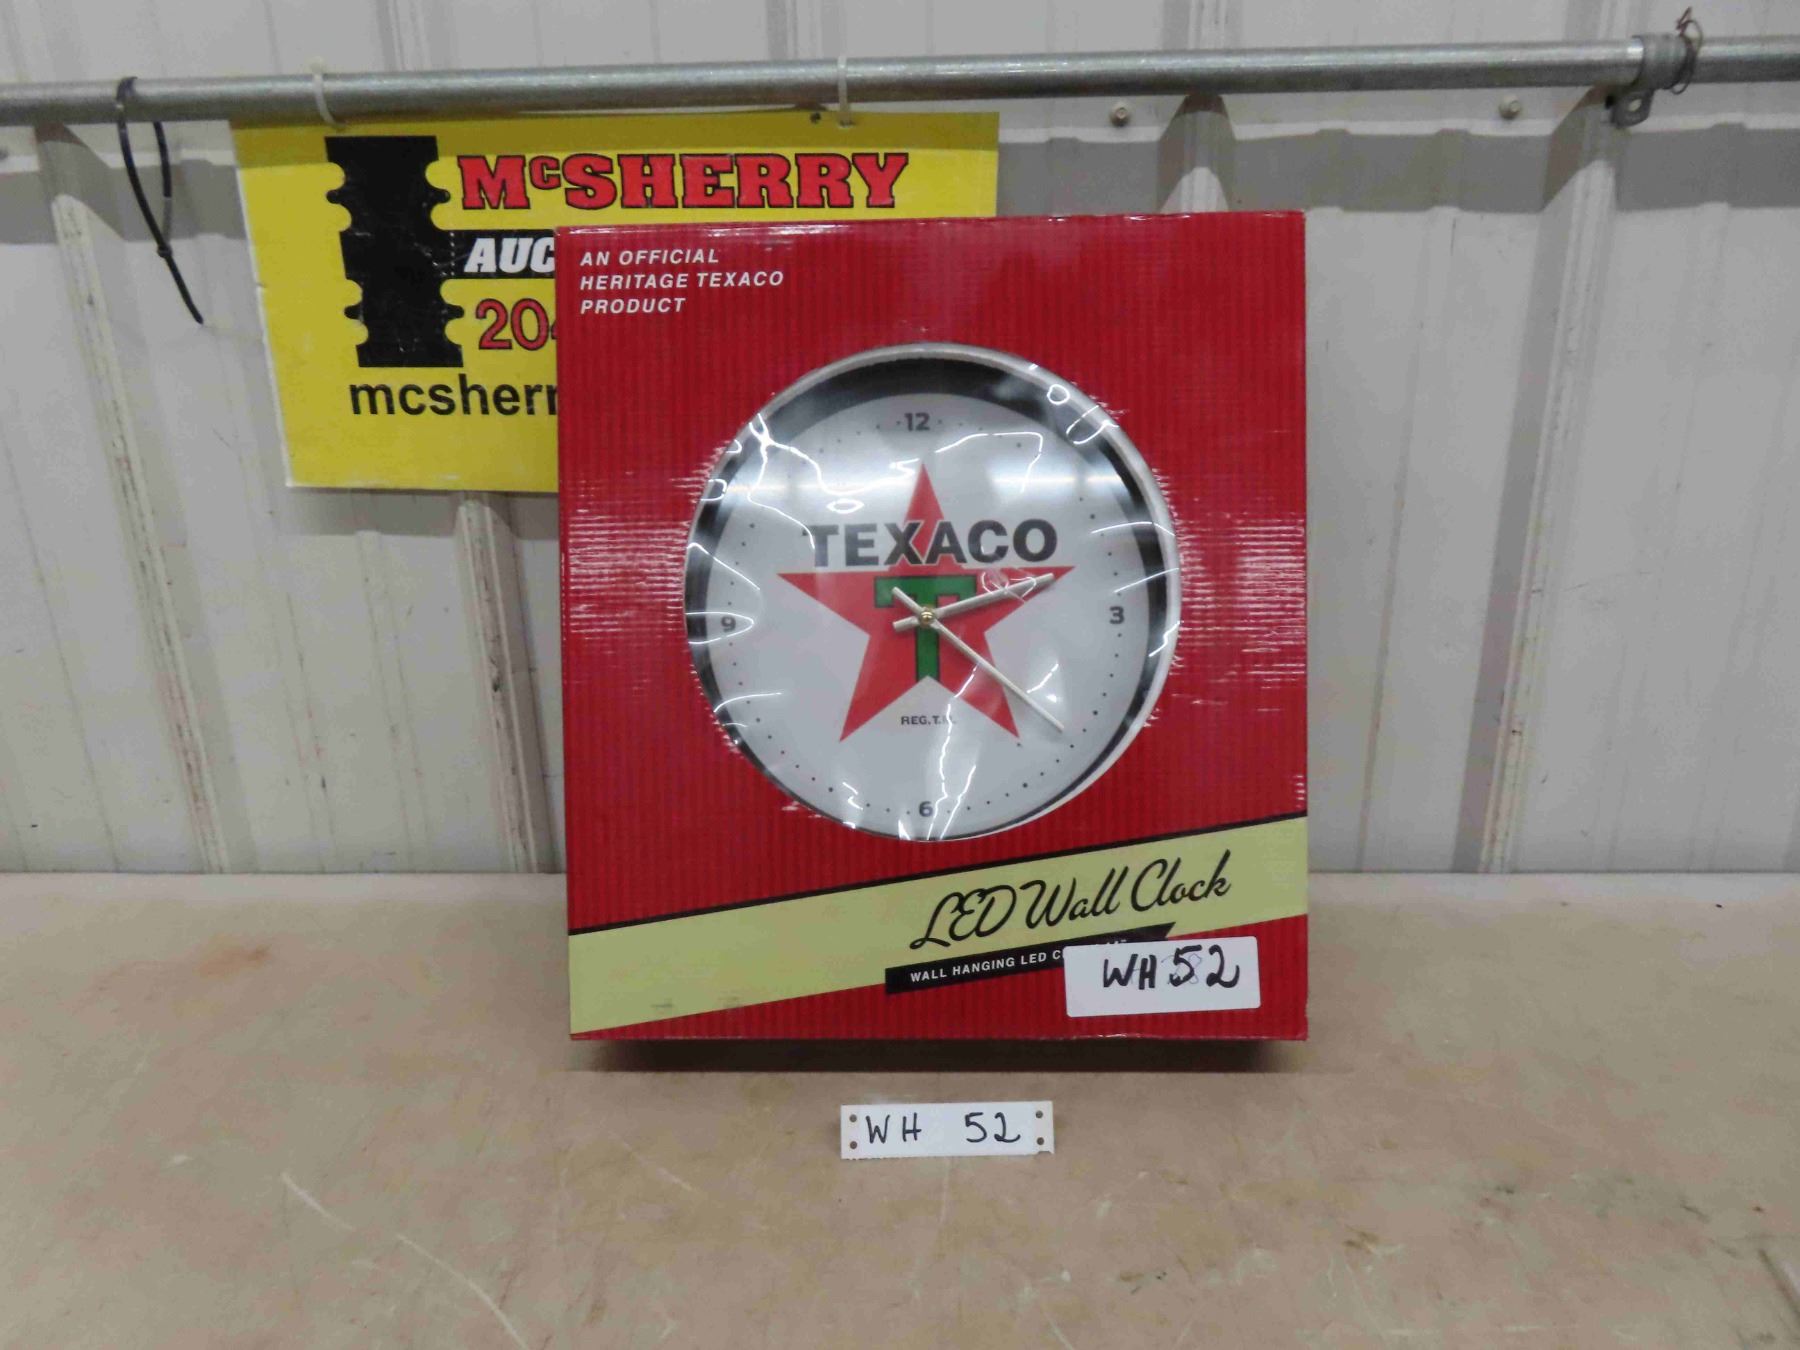 McSHERRY
AUC
204
mcsherr
AN OFFICIAL
HERITAGE TEXACO
PRODUCT
12
TEXACO
T
9
3
REG.T.
6
LED Wall Clock
WALL HANGING LED C
WH 52
WH 52